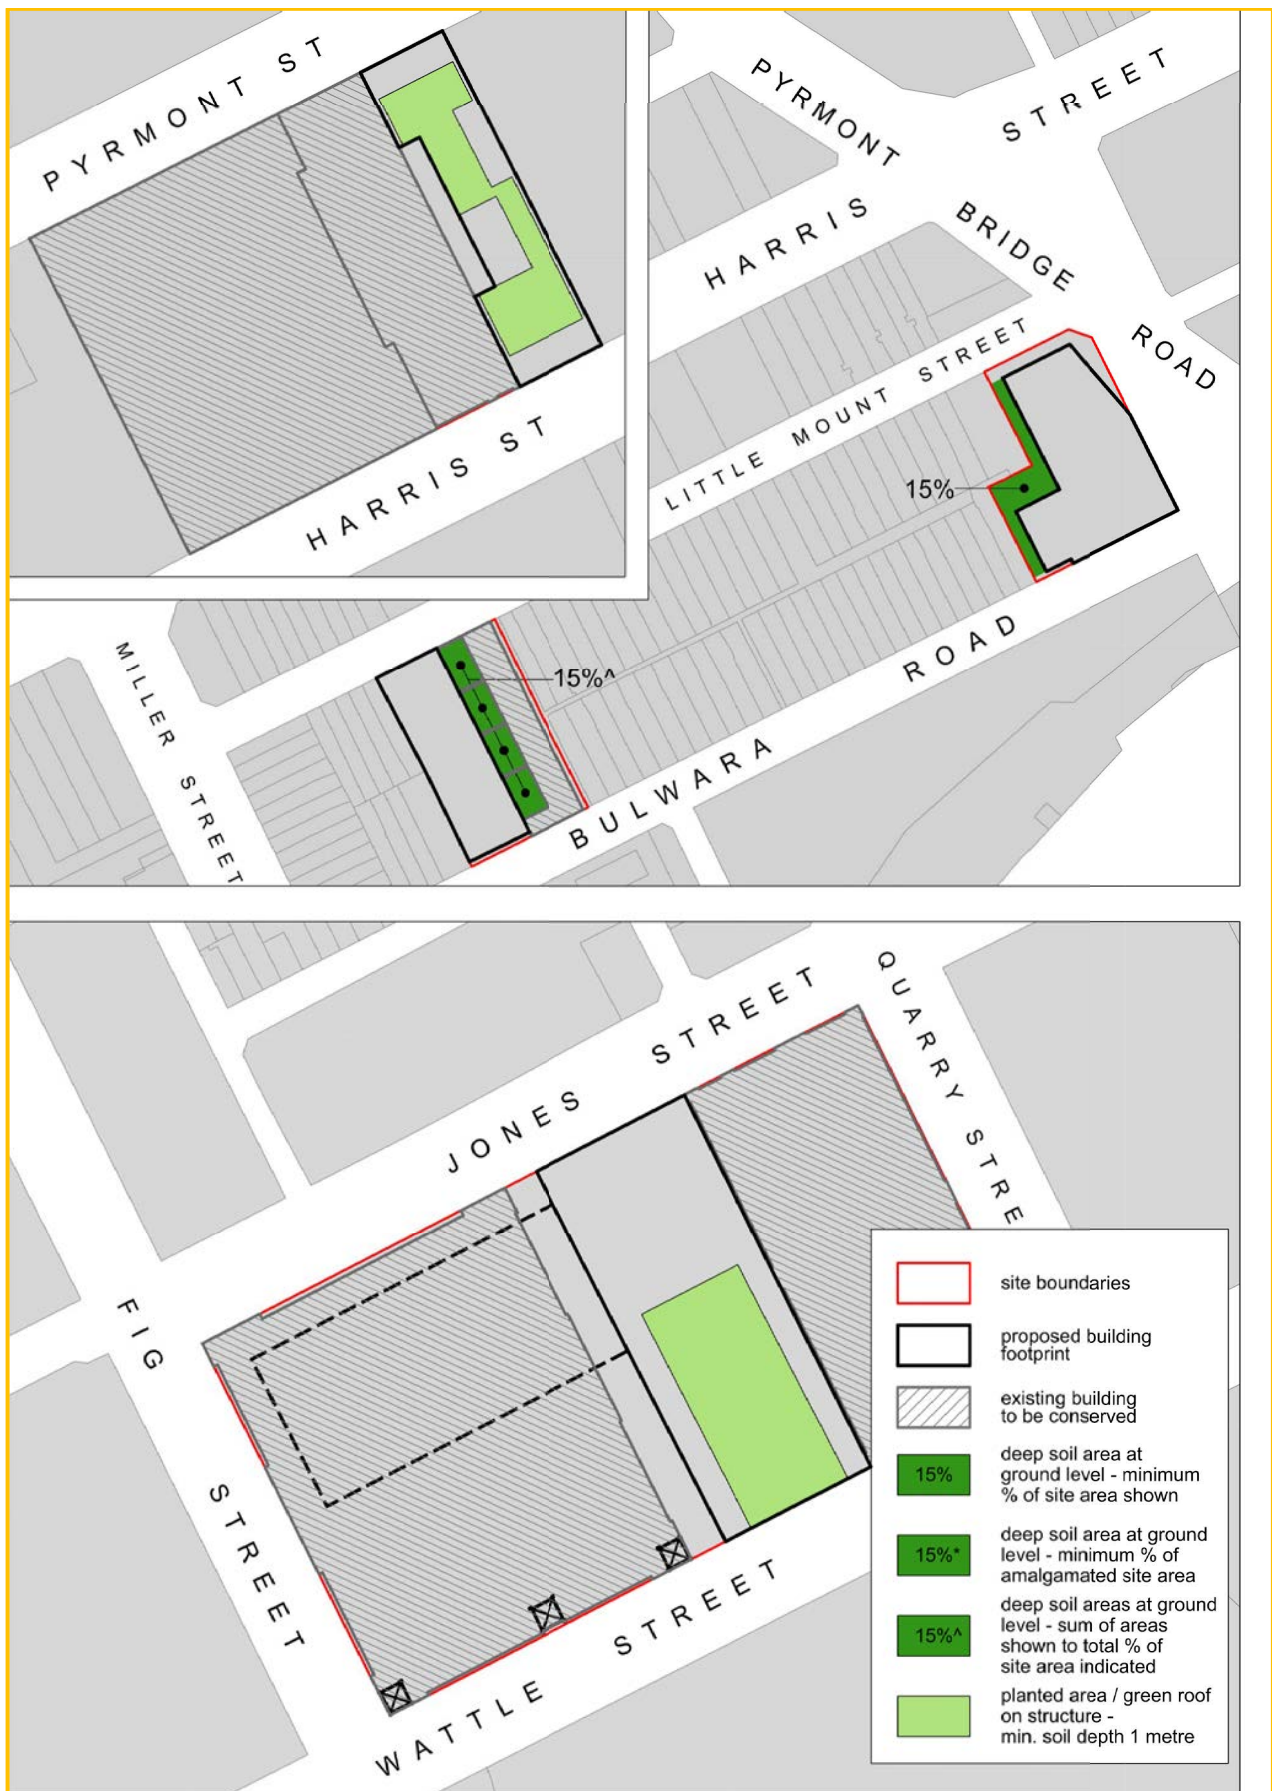 PYRMONT ST
HARRIS ST
PYRMONT
BRIDGE
ROAD
HARRIS STREET
LITTLE MOUNT STREET
15%
MILLER STREET
15%^
BULWARA ROAD
JONES STREET
QUARRY STRE
FIG
STREET
WATTLE STREET
site boundaries
proposed building
footprint
existing building
to be conserved
15%
deep soil area at
ground level - minimum
% of site area shown
15%*
deep soil area at ground
level - minimum % of
amalgamated site area
15%^
deep soil areas at ground
level - sum of areas
shown to total % of
site area indicated
planted area / green roof
on structure -
min. soil depth 1 metre